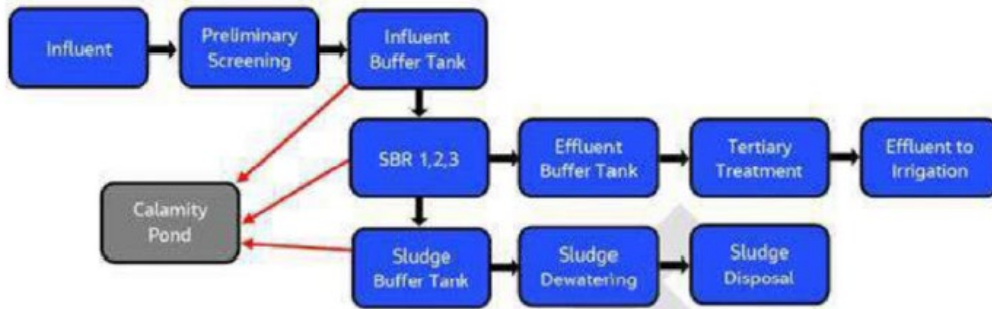 Influent
Preliminary
Screening
Influent
Buffer Tank
SBR 1,2,3
Effluent
Buffer Tank
Tertiary
Treatment
Effluent to
Irrigation
Calamity
Pond
Sludge
Buffer Tank
Sludge
Dewatering
Sludge
Disposal